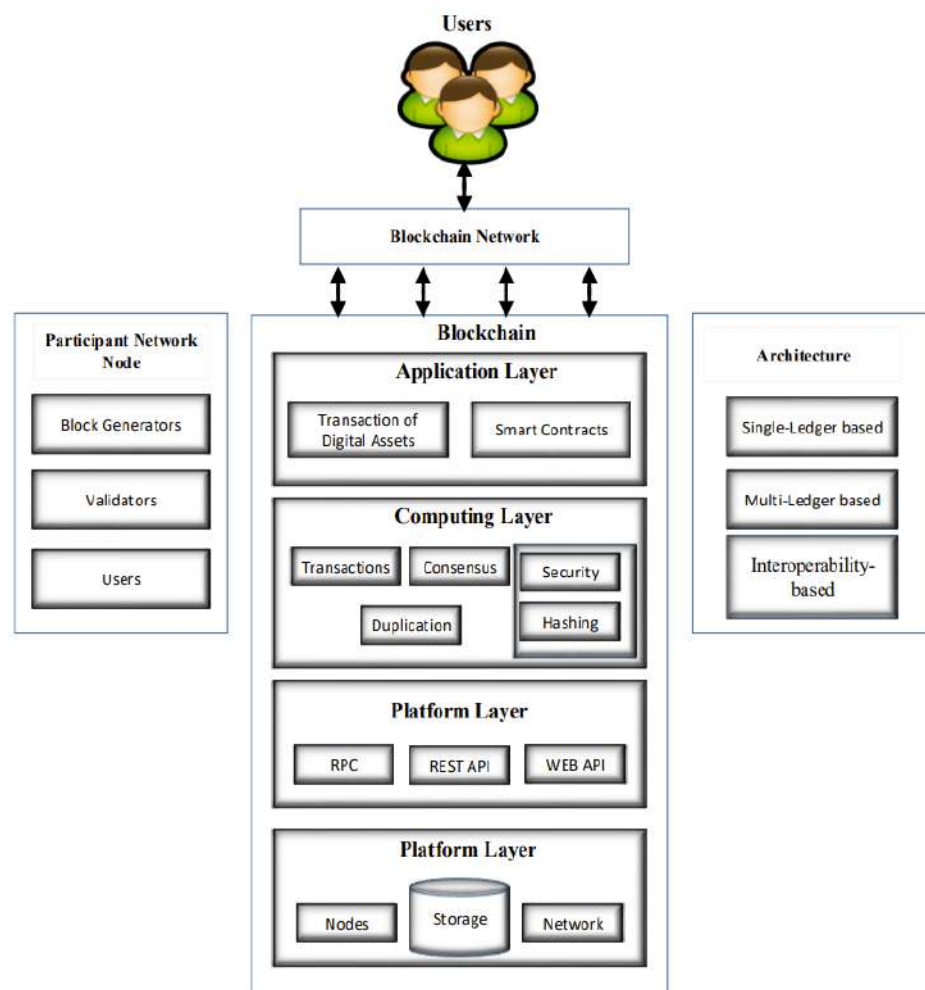 Users
Blockchain Network
Participant Network
Node
Block Generators
Validators
Users
Blockchain
Application Layer
Transaction of
Digital Assets
Smart Contracts
Computing Layer
Transactions
Consensus
Security
Duplication
Hashing
Platform Layer
RPC
REST API
WEB API
Platform Layer
Nodes
Storage
Network
Architecture
Single-Ledger based
Multi-Ledger based
Interoperability-
based